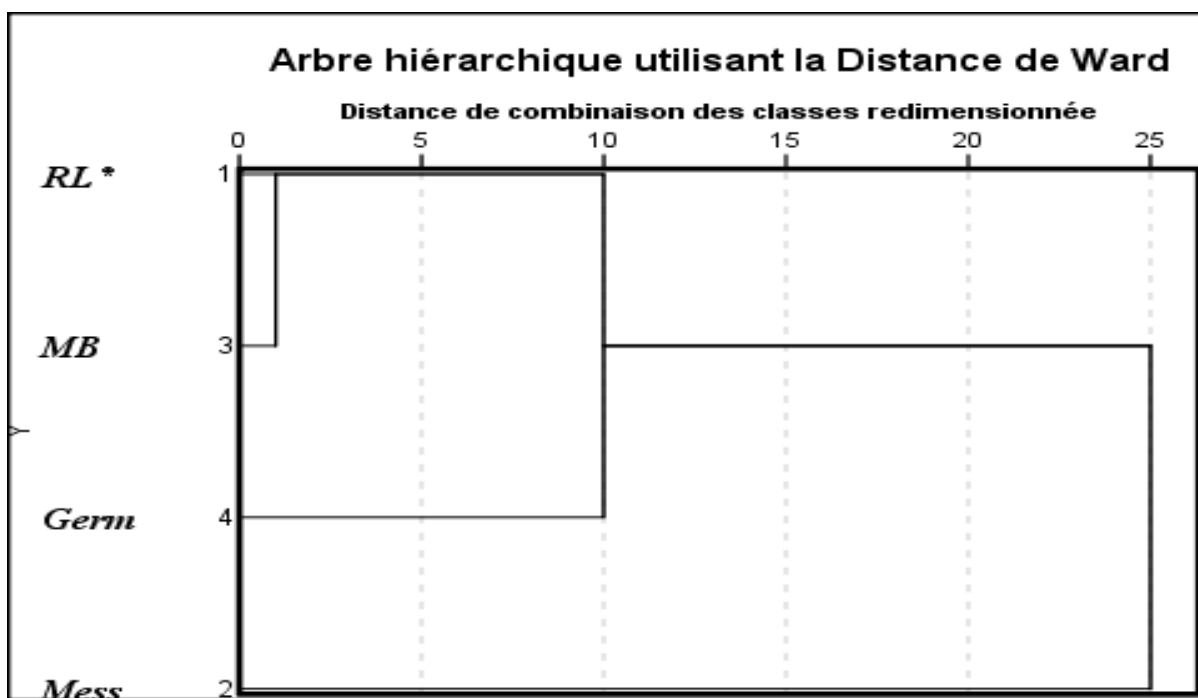 Arbre hiérarchique utilisant la Distance de Ward
Distance de combinaison des classes redimensionnée
0 5 10 15 20 25
RL * 1
MB 3
Y
Germ 4
Mess 2